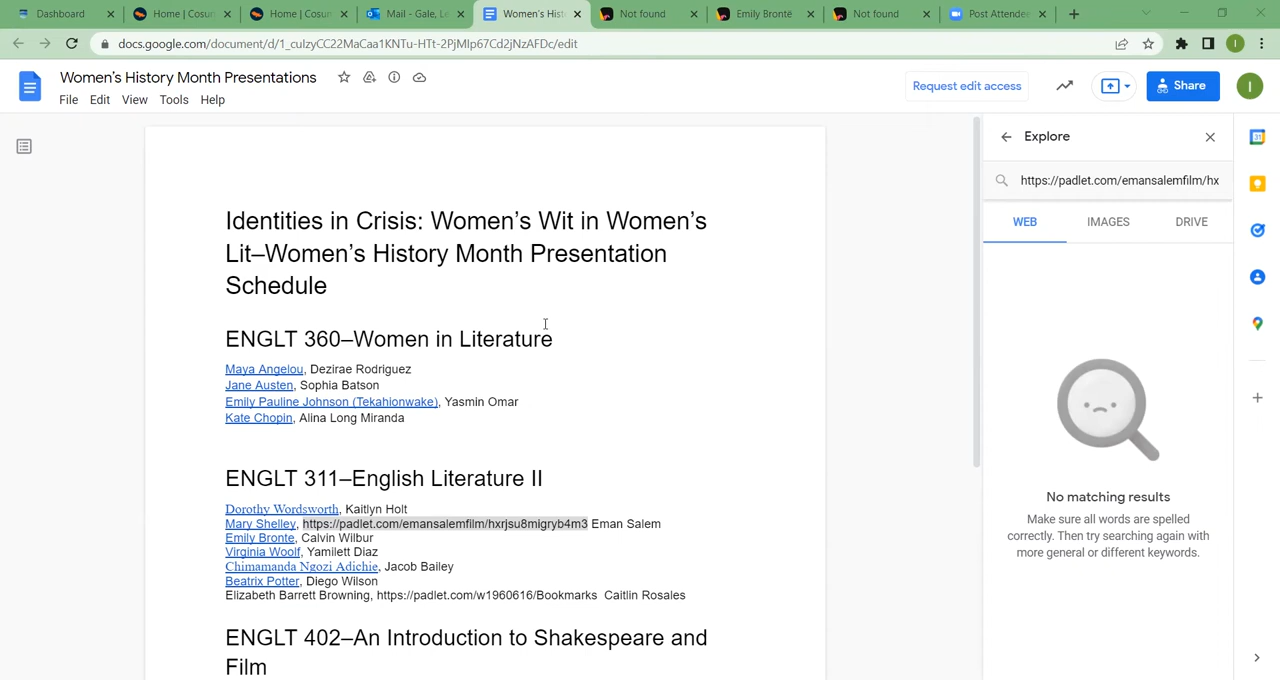 Dashboard
Home | Cosun
Home | Cosun
Mail - Gale, Le
Women's Hist
Not found
Emily Brontë
Not found
Post Attendee
docs.google.com/document/d/1_cuIzyCC22MaCaa1KNTu-HTt-2PjMIp67Cd2jNzAFDc/edit
Women's History Month Presentations
File Edit View Tools Help
Request edit access
Share
I
Explore
https://padlet.com/emansalemfilm/hx
WEB IMAGES DRIVE
No matching results
Make sure all words are spelled
correctly. Then try searching again with
more general or different keywords.
Identities in Crisis: Women's Wit in Women's
Lit–Women's History Month Presentation
Schedule
ENGLT 360–Women in Literature
Maya Angelou, Dezirae Rodriguez
Jane Austen, Sophia Batson
Emily Pauline Johnson (Tekahionwake), Yasmin Omar
Kate Chopin, Alina Long Miranda
ENGLT 311–English Literature II
Dorothy Wordsworth, Kaitlyn Holt
Mary Shelley, https://padlet.com/emansalemfilm/hxrjsu8migryb4m3 Eman Salem
Emily Bronte, Calvin Wilbur
Virginia Woolf, Yamilett Diaz
Chimamanda Ngozi Adichie, Jacob Bailey
Beatrix Potter, Diego Wilson
Elizabeth Barrett Browning, https://padlet.com/w1960616/Bookmarks Caitlin Rosales
ENGLT 402–An Introduction to Shakespeare and
Film